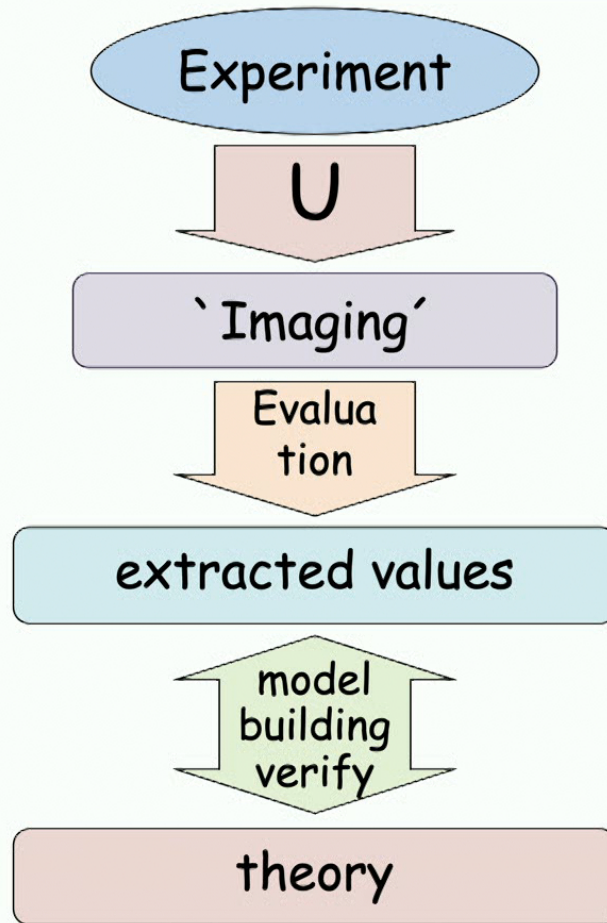 Experiment
U
`Imaging´
Evalua
tion
extracted values
model
building
verify
theory